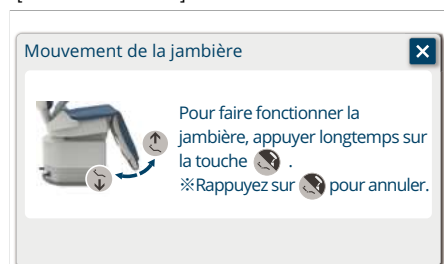 Mouvement de la jambière
Pour faire fonctionner la
jambière, appuyer longtemps sur
la touche .
※Rappuyez sur pour annuler.